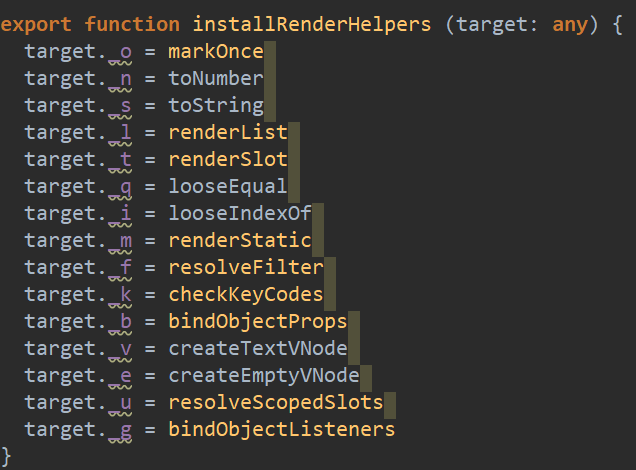 export function installRenderHelpers (target: any) {
  target._o = markOnce
  target._n = toNumber
  target._s = toString
  target._l = renderList
  target._t = renderSlot
  target._q = looseEqual
  target._i = looseIndexOf
  target._m = renderStatic
  target._f = resolveFilter
  target._k = checkKeyCodes
  target._b = bindObjectProps
  target._v = createTextVNode
  target._e = createEmptyVNode
  target._u = resolveScopedSlots
  target._g = bindObjectListeners
}